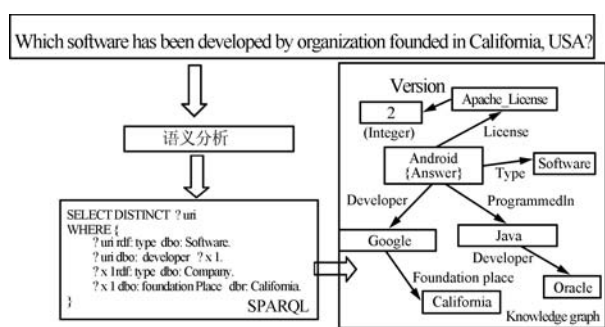 Which software has been developed by organization founded in California, USA?
语义分析
SELECT DISTINCT ? uri
WHERE {
? uri rdf: type dbo: Software.
? uri dbo: developer ? x 1.
? x 1rdf: type dbo: Company.
? x 1 dbo: foundation Place dbr: California.
}
SPARQL
Version
Apache_License
2
(Integer)
License
Android
{Answer}
Type
Software
Developer
ProgrammedIn
Google
Java
Developer
Foundation place
Oracle
California
Knowledge graph